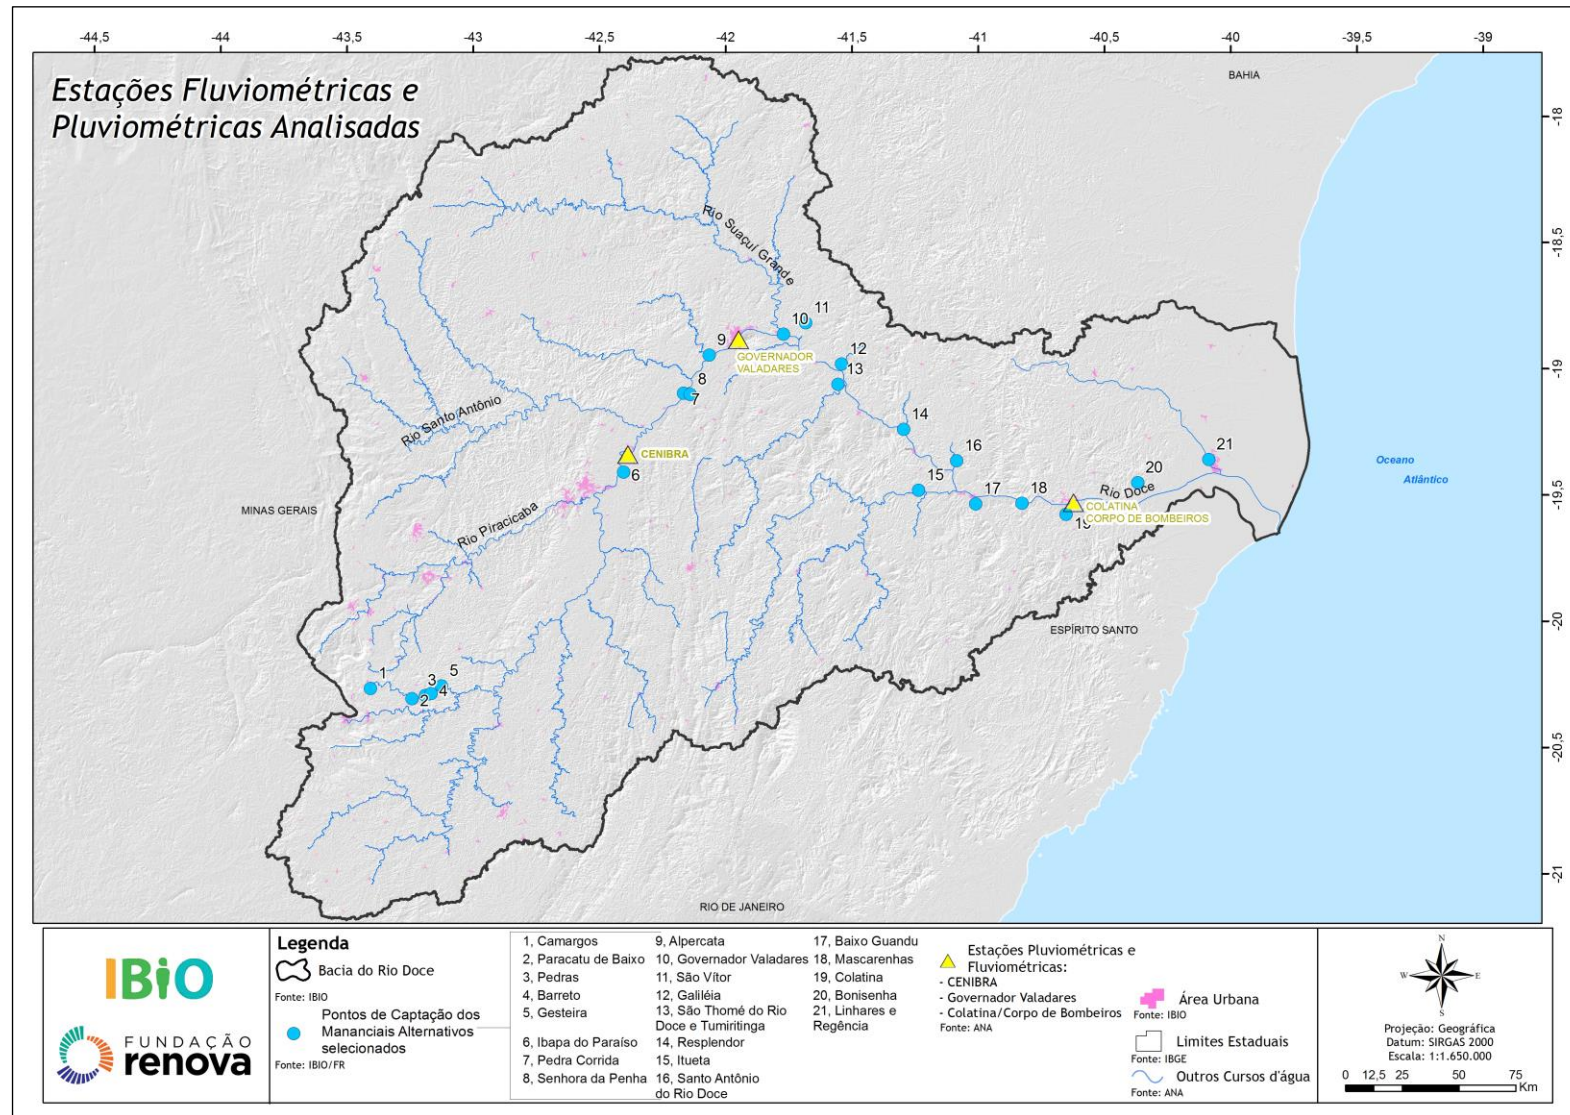 -44,5 -44 -43,5 -43 -42,5 -42 -41,5 -41 -40,5 -40 -39,5 -39
Estações Fluviométricas e
Pluviométricas Analisadas
BAHIA
-18
-18,5
-19
-19,5
-20
-20,5
-21
Rio Suaçuí Grande
11
10
9
GOVERNADOR
VALADARES
12
13
8
7
Rio Santo Antônio
14
CENIBRA
16
21
6
15
20
Oceano
Atlântico
17
18
Rio Doce
COLATINA
CORPO DE BOMBEIROS
19
MINAS GERAIS
Rio Piracicaba
ESPÍRITO SANTO
1
5
3
4
2
RIO DE JANEIRO
IBiO
FUNDAÇÃO
renova
Legenda
Bacia do Rio Doce
Fonte: IBIO
Pontos de Captação dos
Mananciais Alternativos
selecionados
Fonte: IBIO/FR
1, Camargos
2, Paracatu de Baixo
3, Pedras
4, Barreto
5, Gesteira
6, Ibapa do Paraíso
7, Pedra Corrida
8, Senhora da Penha
9, Alpercata
10, Governador Valadares
11, São Vítor
12, Galiléia
13, São Thomé do Rio
Doce e Tumiritinga
14, Resplendor
15, Itueta
16, Santo Antônio
do Rio Doce
17, Baixo Guandu
18, Mascarenhas
19, Colatina
20, Bonisenha
21, Linhares e
Regência
Estações Pluviométricas e
Fluviométricas:
- CENIBRA
- Governador Valadares
- Colatina/Corpo de Bombeiros
Fonte: ANA
Área Urbana
Fonte: IBIO
Limites Estaduais
Fonte: IBGE
Outros Cursos d'água
Fonte: ANA
N
W E
S
Projeção: Geográfica
Datum: SIRGAS 2000
Escala: 1:1.650.000
0 12,5 25 50 75
Km